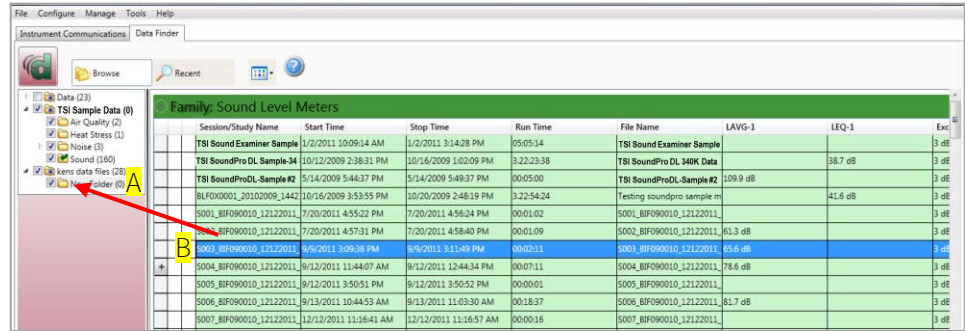 File Configure Manage Tools Help
Instrument Communications Data Finder
Browse Recent
Data (23)
TSI Sample Data (0)
Air Quality (2)
Heat Stress (1)
Noise (3)
Sound (160)
kens data files (28)
New Folder (0)
A
B
Family: Sound Level Meters
Session/Study Name Start Time Stop Time Run Time File Name LAVG-1 LEQ-1 Exc
TSI Sound Examiner Sample 1/2/2011 10:09:14 AM 1/2/2011 3:14:28 PM 05:05:14 TSI Sound Examiner Sample 3 dB
TSI SoundPro DL Sample-34 10/12/2009 2:38:31 PM 10/16/2009 1:02:09 PM 3.22:23:38 TSI SoundPro DL 340K Data 38.7 dB 3 dB
TSI SoundProDL-Sample#2 5/14/2009 5:44:37 PM 5/14/2009 5:49:37 PM 00:05:00 TSI SoundProDL-Sample#2 109.9 dB 3 dB
BLF0X0001_20102009_1442 10/16/2009 3:53:55 PM 10/20/2009 2:48:19 PM 3.22:54:24 Testing soundpro sample m 41.6 dB 3 dB
S001_BIF090010_12122011_ 7/20/2011 4:55:22 PM 7/20/2011 4:56:24 PM 00:01:02 S001_BIF090010_12122011_ 3 dB
S002_BIF090010_12122011_ 7/20/2011 4:57:31 PM 7/20/2011 4:58:40 PM 00:01:09 S002_BIF090010_12122011_ 61.3 dB 3 dB
S003_BIF090010_12122011_ 9/9/2011 3:09:38 PM 9/9/2011 3:11:49 PM 00:02:11 S003_BIF090010_12122011_ 65.6 dB 3 dB
S004_BIF090010_12122011_ 9/12/2011 11:44:07 AM 9/12/2011 12:44:34 PM 00:07:11 S004_BIF090010_12122011_ 78.6 dB 3 dB
S005_BIF090010_12122011_ 9/12/2011 3:50:51 PM 9/12/2011 3:50:52 PM 00:00:01 S005_BIF090010_12122011_ 3 dB
S006_BIF090010_12122011_ 9/13/2011 10:44:53 AM 9/13/2011 11:03:30 AM 00:18:37 S006_BIF090010_12122011_ 81.7 dB 3 dB
S007_BIF090010_12122011_ 12/12/2011 11:16:41 AM 12/12/2011 11:16:57 AM 00:00:16 S007_BIF090010_12122011_ 3 dB